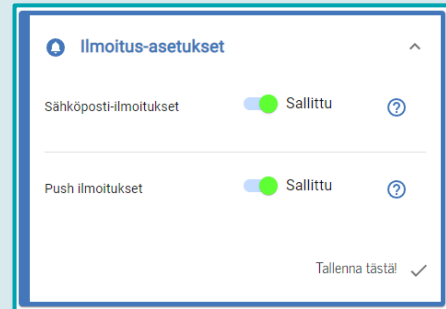 Ilmoitus-asetukset
Sähköposti-ilmoitukset Sallittu
Push ilmoitukset Sallittu
Tallenna tästä!